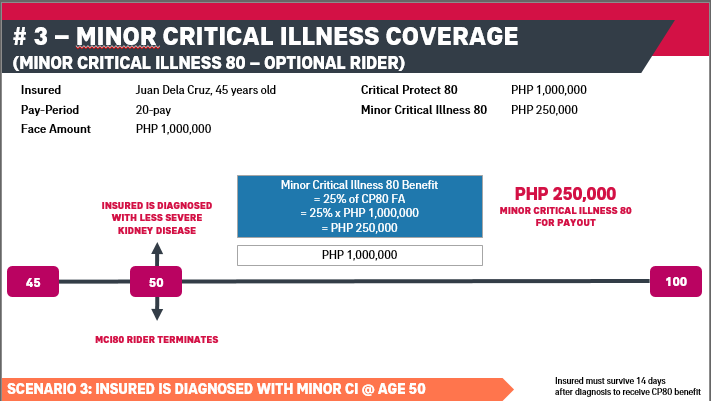 # 3 – MINOR CRITICAL ILLNESS COVERAGE
(MINOR CRITICAL ILLNESS 80 – OPTIONAL RIDER)
Insured Juan Dela Cruz, 45 years old Critical Protect 80 PHP 1,000,000
Pay-Period 20-pay Minor Critical Illness 80 PHP 250,000
Face Amount PHP 1,000,000
INSURED IS DIAGNOSED
WITH LESS SEVERE
KIDNEY DISEASE
Minor Critical Illness 80 Benefit
= 25% of CP80 FA
= 25% x PHP 1,000,000
= PHP 250,000
PHP 250,000
MINOR CRITICAL ILLNESS 80
FOR PAYOUT
PHP 1,000,000
45 50 100
MCI80 RIDER TERMINATES
SCENARIO 3: INSURED IS DIAGNOSED WITH MINOR CI @ AGE 50
Insured must survive 14 days
after diagnosis to receive CP80 benefit